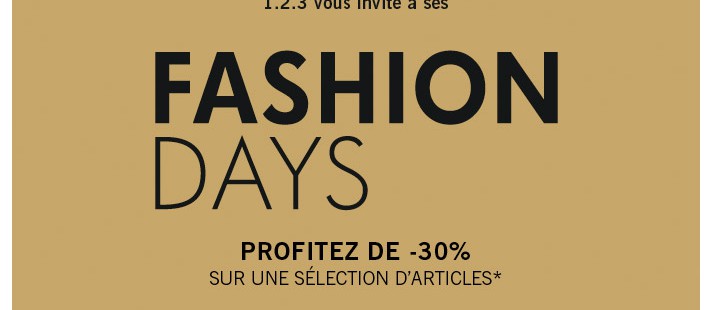 1.2.3 vous invite à ses
FASHION
DAYS
PROFITEZ DE -30%
SUR UNE SÉLECTION D'ARTICLES*